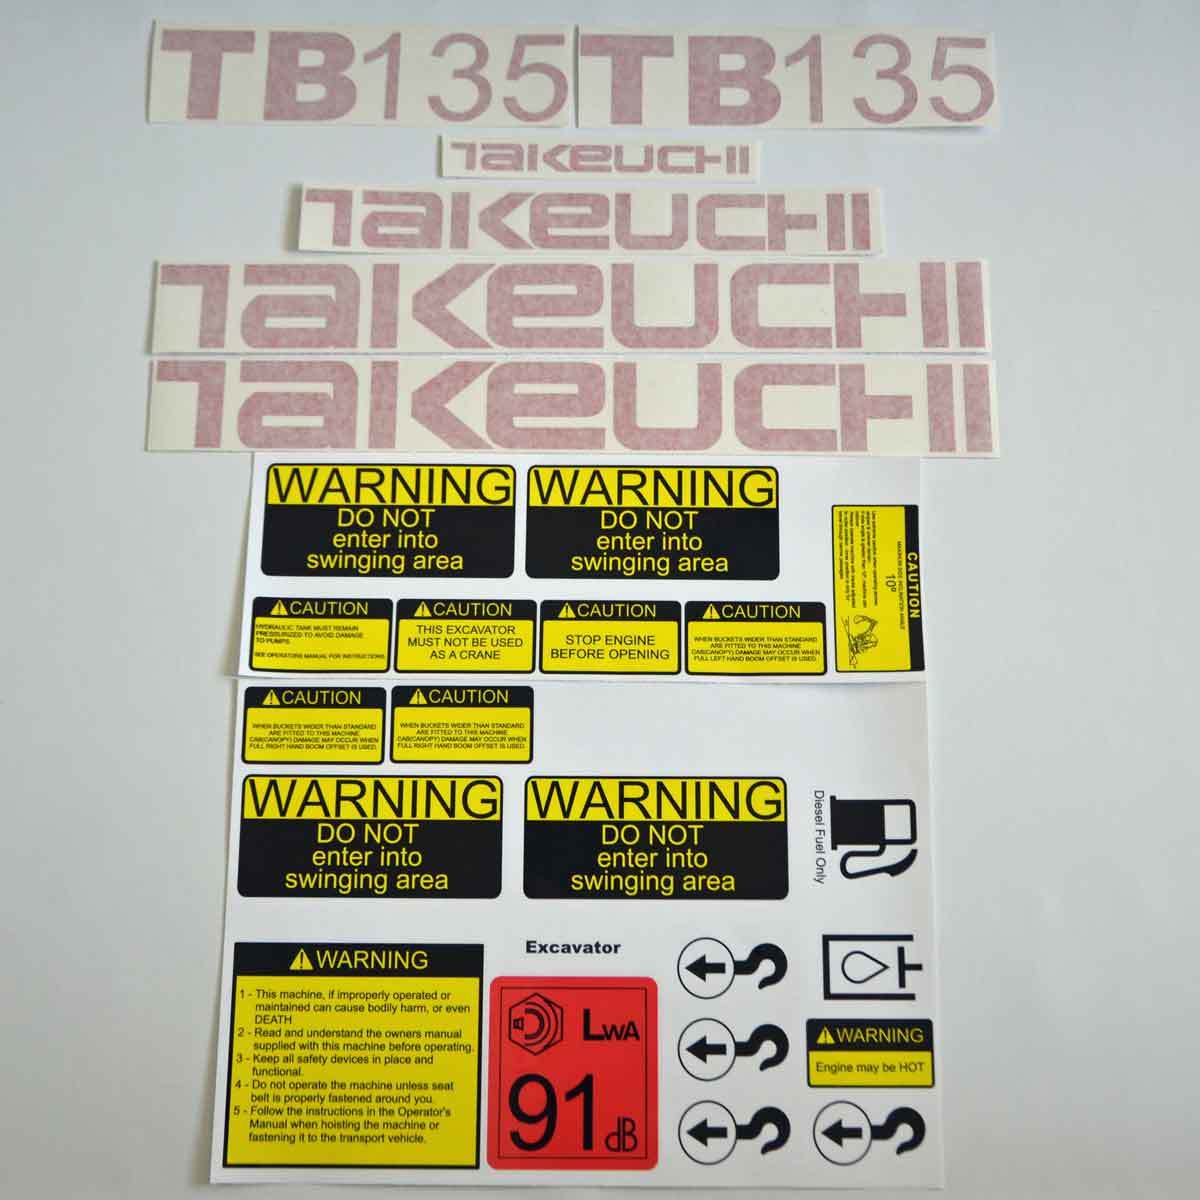 TB135 TB135
TAKEUCHI
TAKEUCHI
TAKEUCHI
TAKEUCHI
WARNING
DO NOT
enter into
swinging area
WARNING
DO NOT
enter into
swinging area
CAUTION
MAXIMUM SIDE INCLINATION ANGLE
10°
CAUTION
HYDRAULIC TANK MUST REMAIN
PRESSURIZED TO AVOID DAMAGE
TO PUMPS.
SEE OPERATORS MANUAL FOR INSTRUCTIONS
CAUTION
THIS EXCAVATOR
MUST NOT BE USED
AS A CRANE
CAUTION
STOP ENGINE
BEFORE OPENING
CAUTION
WHEN BUCKETS WIDER THAN STANDARD
ARE FITTED TO THIS MACHINE
CAB(CANOPY) DAMAGE MAY OCCUR WHEN
FULL LEFT HAND BOOM OFFSET IS USED.
CAUTION
WHEN BUCKETS WIDER THAN STANDARD
ARE FITTED TO THIS MACHINE
CAB(CANOPY) DAMAGE MAY OCCUR WHEN
FULL RIGHT HAND BOOM OFFSET IS USED.
CAUTION
WHEN BUCKETS WIDER THAN STANDARD
ARE FITTED TO THIS MACHINE
CAB(CANOPY) DAMAGE MAY OCCUR WHEN
FULL RIGHT HAND BOOM OFFSET IS USED.
WARNING
DO NOT
enter into
swinging area
WARNING
DO NOT
enter into
swinging area
Diesel Fuel Only
WARNING
1 - This machine, if improperly operated or
maintained can cause bodily harm, or even
DEATH
2 - Read and understand the owners manual
supplied with this machine before operating.
3 - Keep all safety devices in place and
functional.
4 - Do not operate the machine unless seat
belt is properly fastened around you.
5 - Follow the instructions in the Operator's
Manual when hoisting the machine or
fastening it to the transport vehicle.
Excavator
LWA
91 dB
WARNING
Engine may be HOT